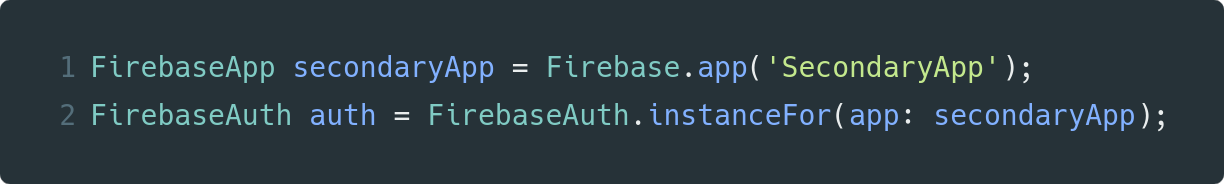 1 FirebaseApp secondaryApp = Firebase.app('SecondaryApp');
2 FirebaseAuth auth = FirebaseAuth.instanceFor(app: secondaryApp);